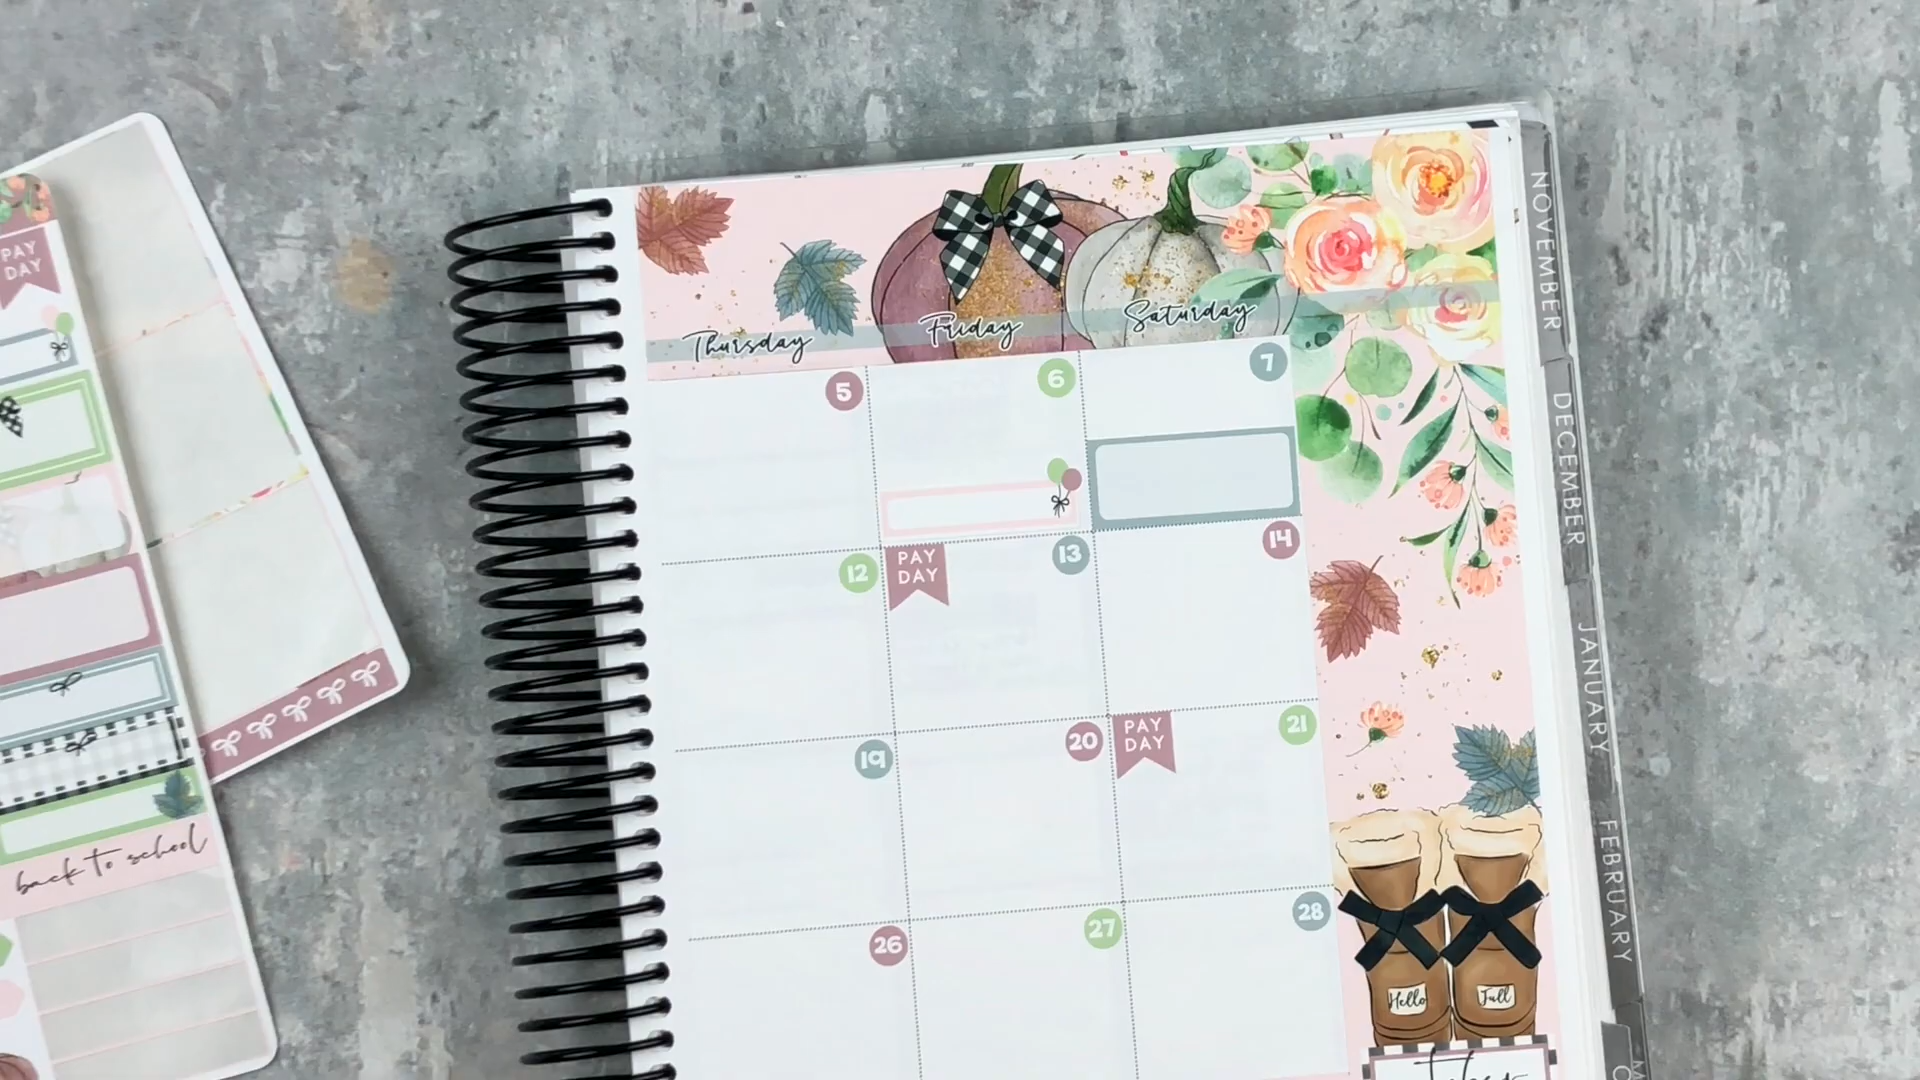 PAY
DAY
back to school
Thursday Friday Saturday
5 6 7
12 PAY
DAY 13 14
19 20 PAY
DAY 21
26 27 28
Hello Fall
NOVEMBER
DECEMBER
JANUARY
FEBRUARY